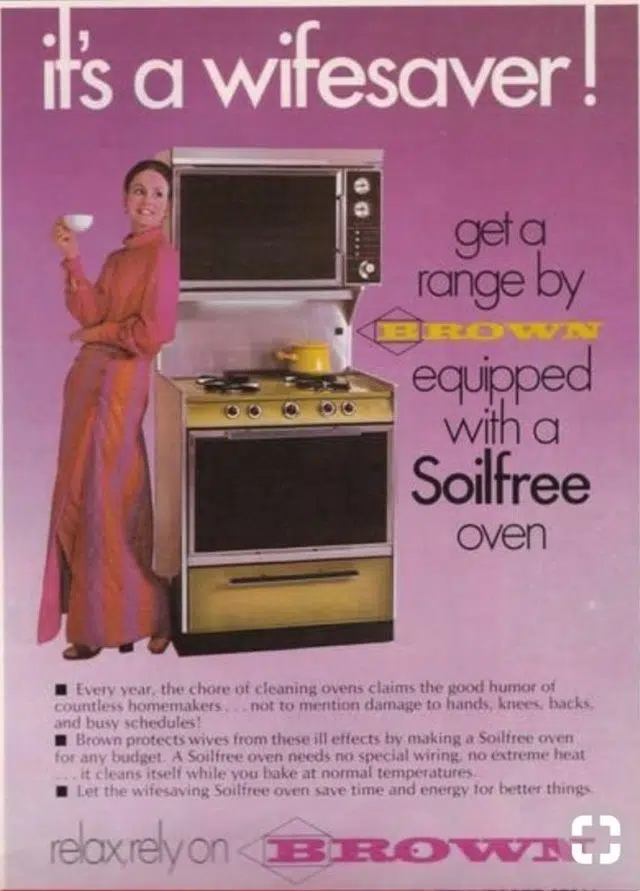 it's a wifesaver!
get a
range by
BROWN
equipped
with a
Soilfree
oven
■ Every year, the chore of cleaning ovens claims the good humor of
countless homemakers . . . not to mention damage to hands, knees, backs,
and busy schedules!
■ Brown protects wives from these ill effects by making a Soilfree oven
for any budget. A Soilfree oven needs no special wiring, no extreme heat
. . . it cleans itself while you bake at normal temperatures.
■ Let the wifesaving Soilfree oven save time and energy for better things.
relax, rely on BROWN